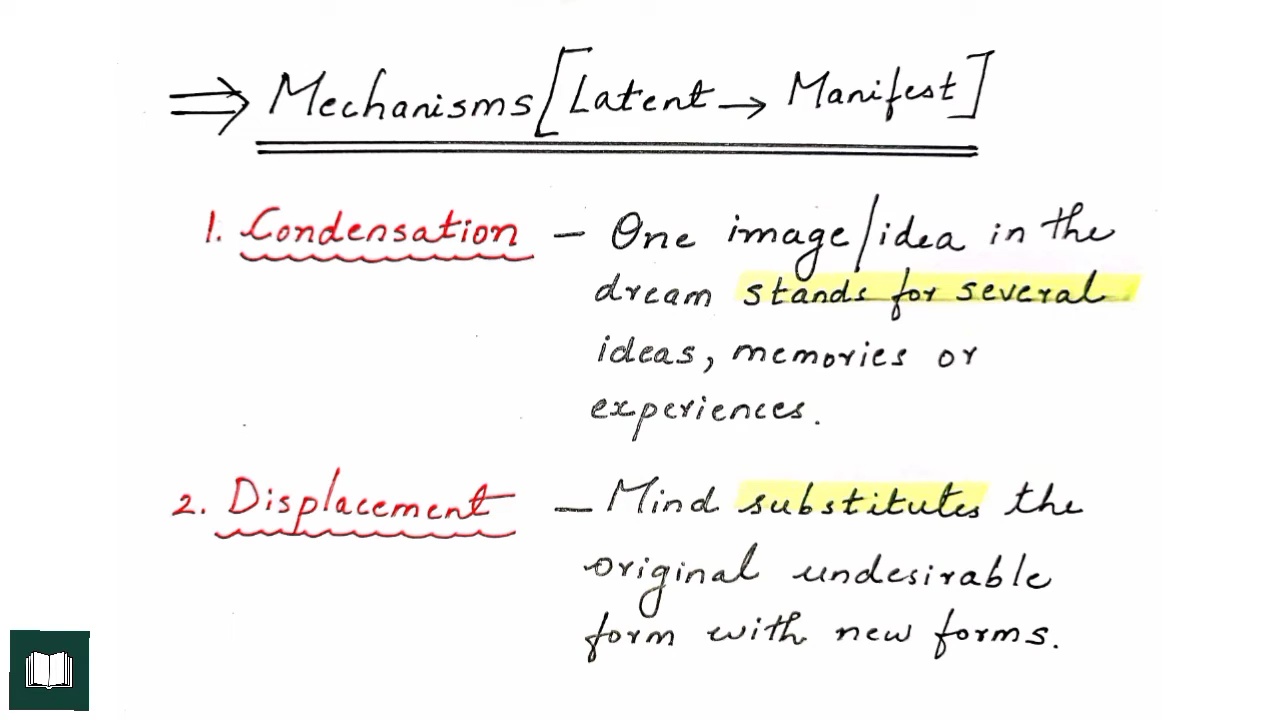 ⇒ Mechanisms [Latent → Manifest]
1. Condensation – One image/idea in the
dream stands for several
ideas, memories or
experiences.
2. Displacement – Mind substitutes the
original undesirable
form with new forms.